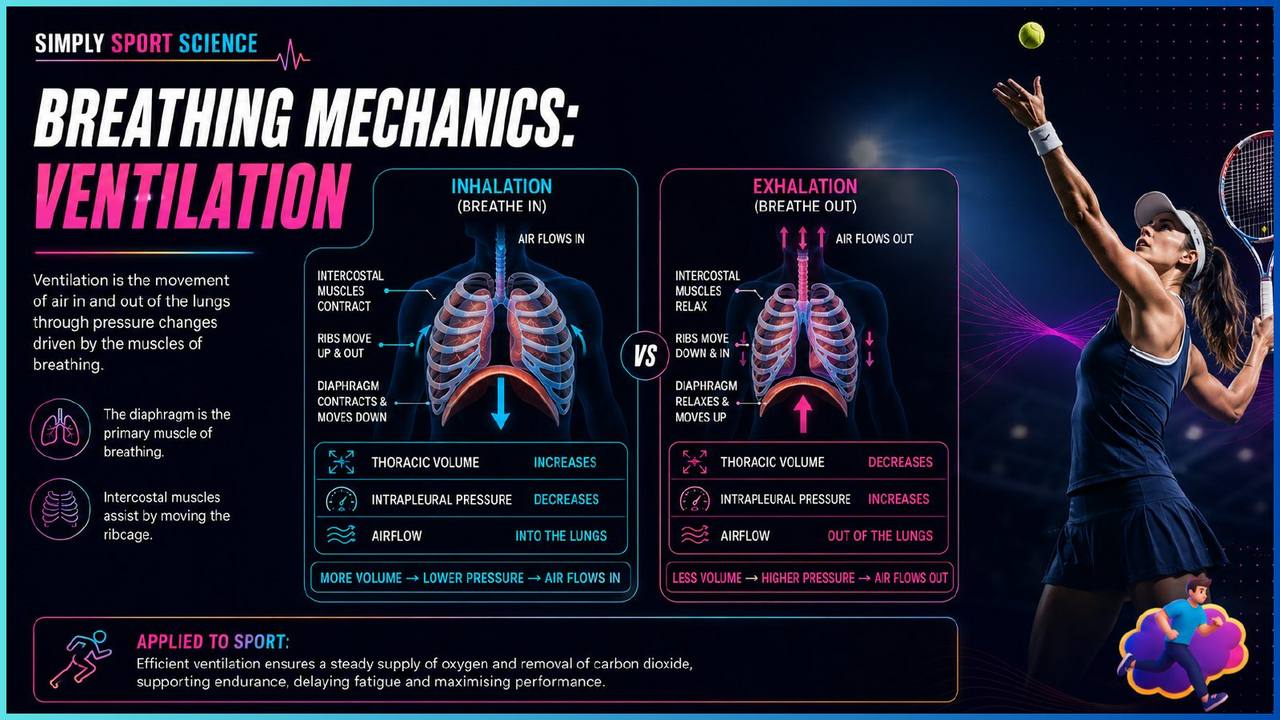 SIMPLY SPORT SCIENCE
BREATHING MECHANICS:
VENTILATION
Ventilation is the movement
of air in and out of the lungs
through pressure changes
driven by the muscles of
breathing.
The diaphragm is the
primary muscle of
breathing.
Intercostal muscles
assist by moving the
ribcage.
INHALATION
(BREATHE IN)
AIR FLOWS IN
INTERCOSTAL
MUSCLES
CONTRACT
RIBS MOVE
UP & OUT
DIAPHRAGM
CONTRACTS &
MOVES DOWN
THORACIC VOLUME INCREASES
INTRAPLEURAL PRESSURE DECREASES
AIRFLOW INTO THE LUNGS
MORE VOLUME → LOWER PRESSURE → AIR FLOWS IN
VS
EXHALATION
(BREATHE OUT)
AIR FLOWS OUT
INTERCOSTAL
MUSCLES
RELAX
RIBS MOVE
DOWN & IN
DIAPHRAGM
RELAXES &
MOVES UP
THORACIC VOLUME DECREASES
INTRAPLEURAL PRESSURE INCREASES
AIRFLOW OUT OF THE LUNGS
LESS VOLUME → HIGHER PRESSURE → AIR FLOWS OUT
APPLIED TO SPORT:
Efficient ventilation ensures a steady supply of oxygen and removal of carbon dioxide,
supporting endurance, delaying fatigue and maximising performance.